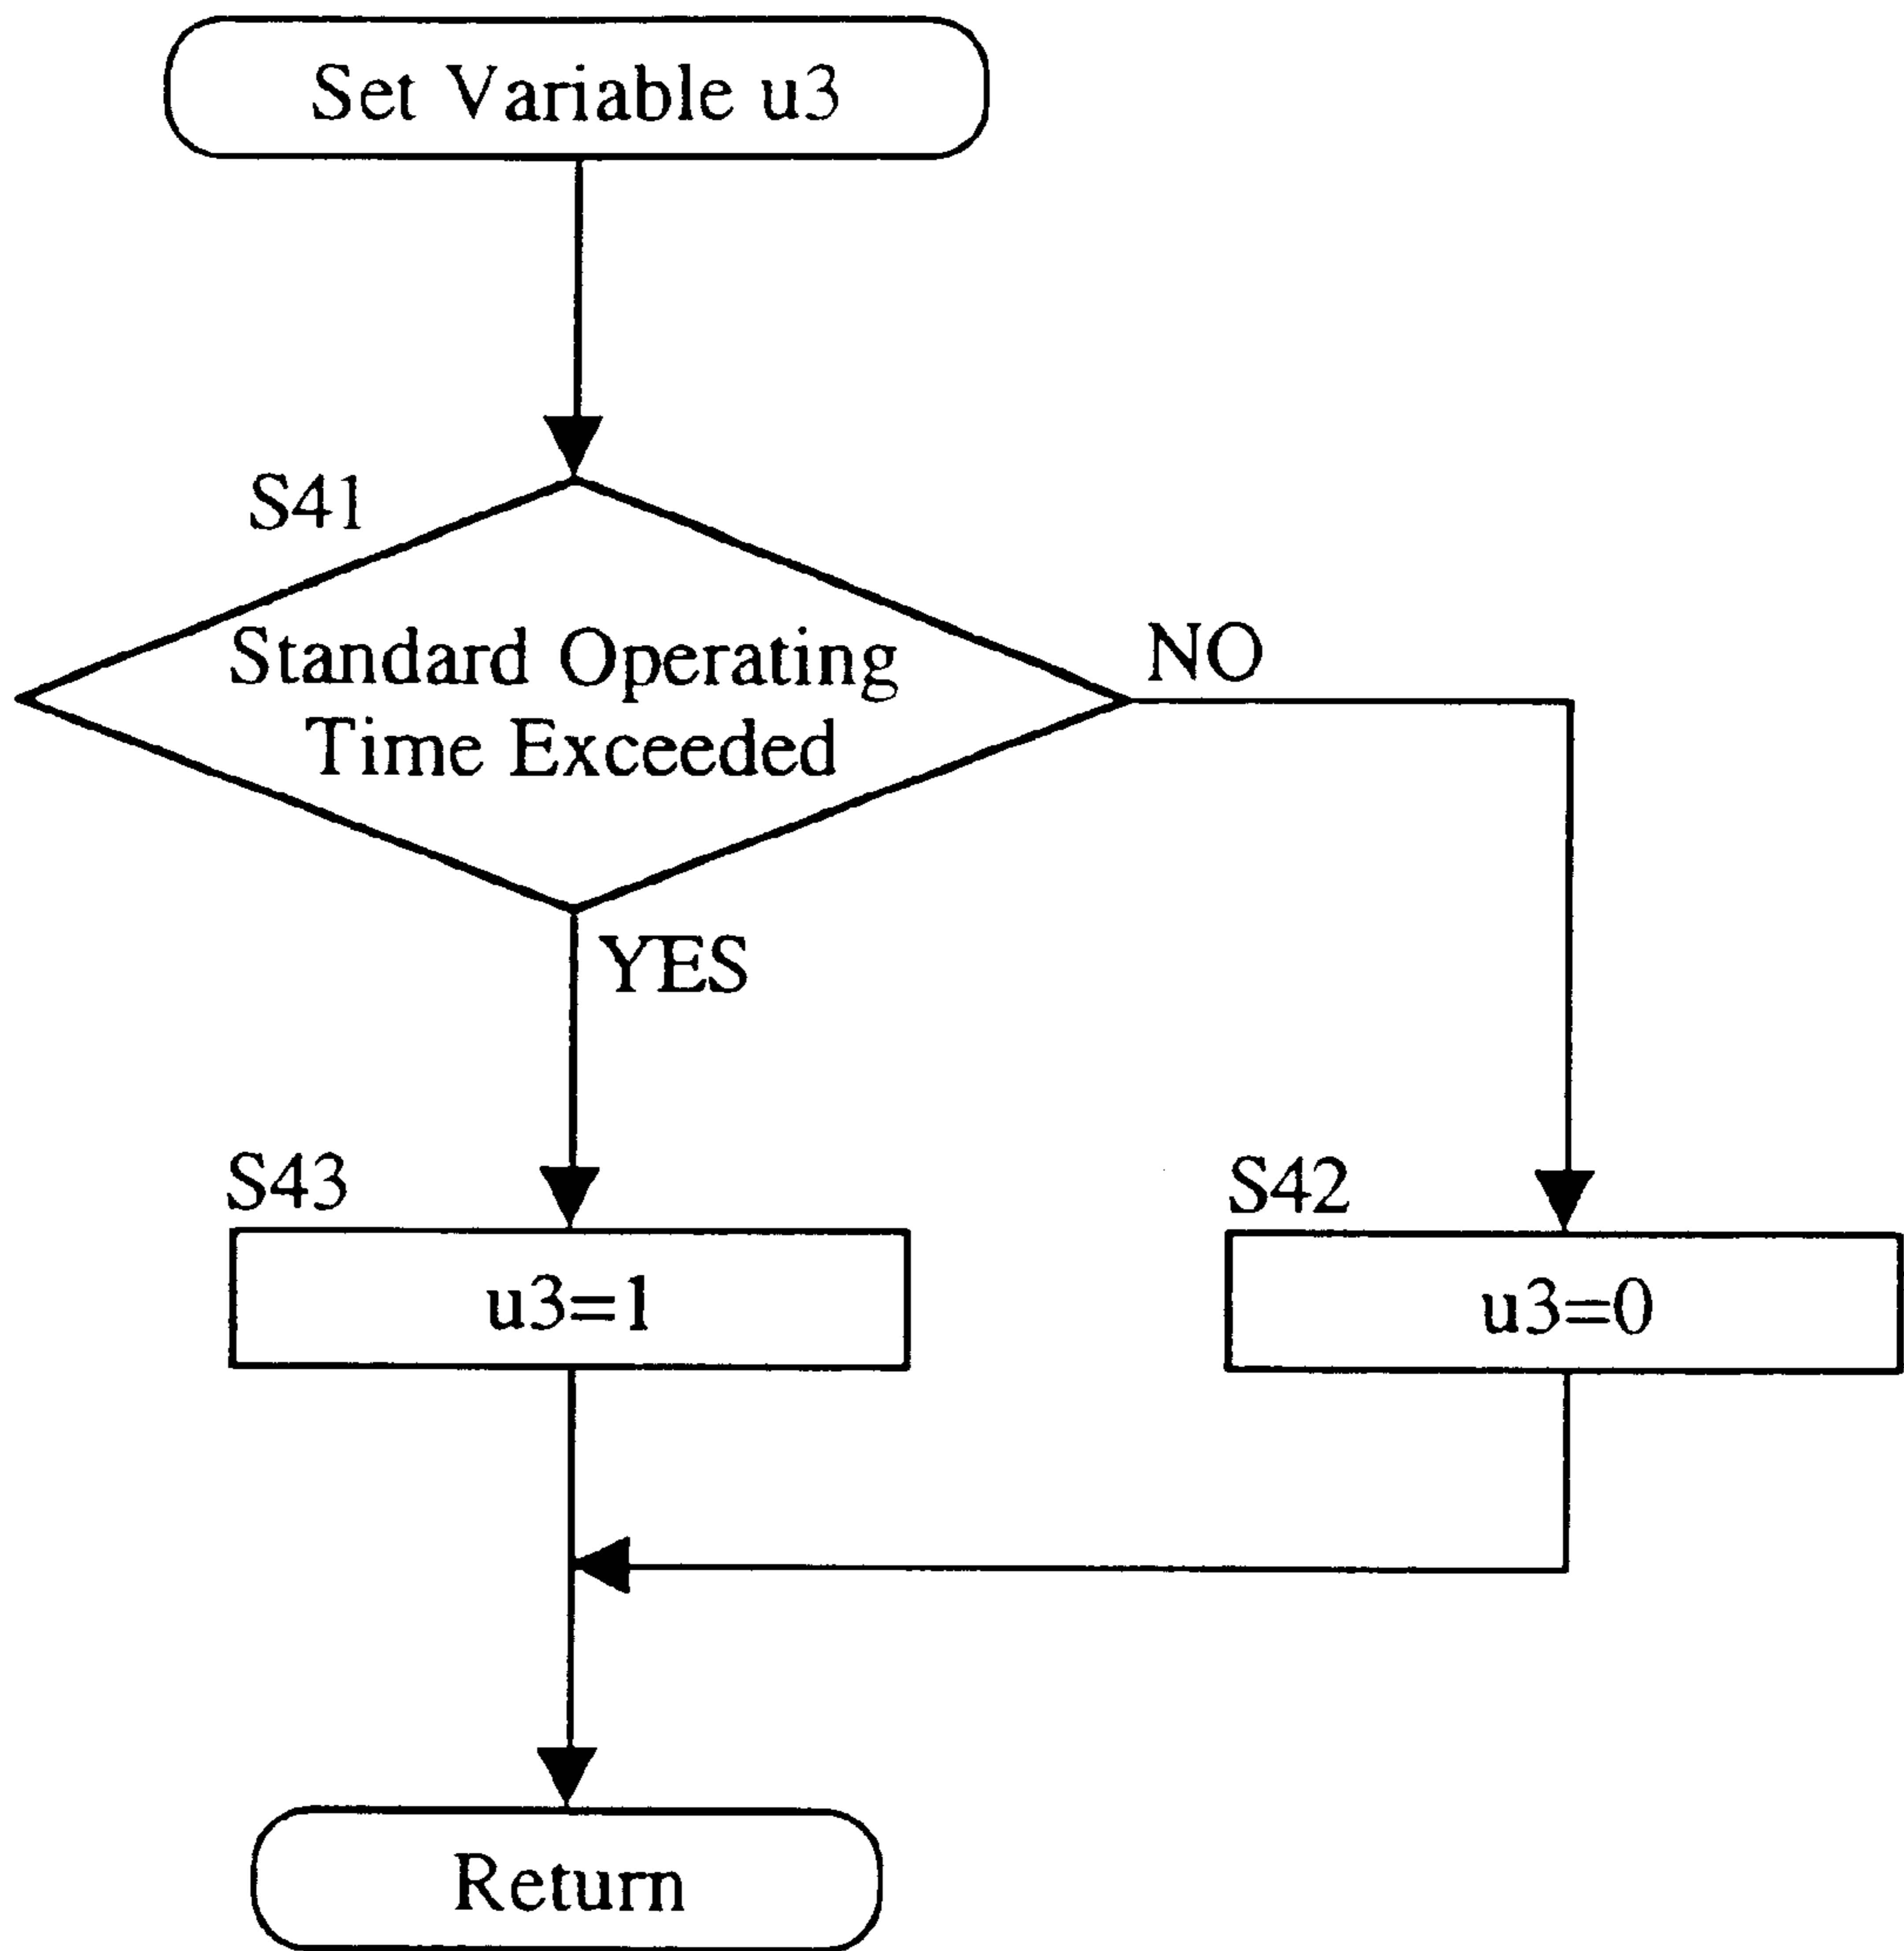 Set Variable u3
S41
Standard Operating
Time Exceeded
NO
YES
S43
u3=1
S42
u3=0
Return